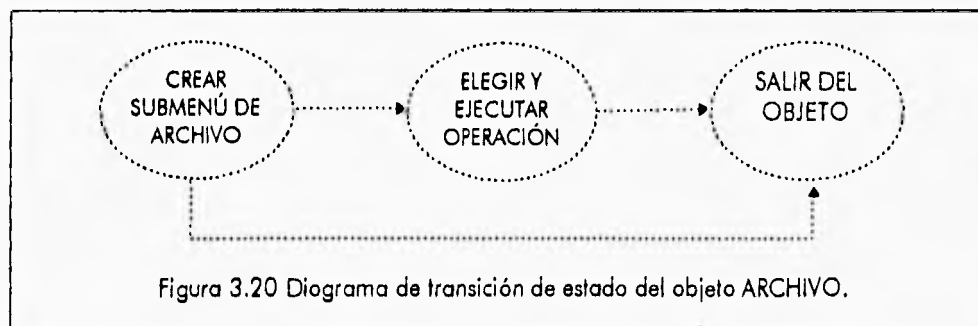 CREAR
SUBMENÚ DE
ARCHIVO
ELEGIR Y
EJECUTAR
OPERACIÓN
SALIR DEL
OBJETO
Figura 3.20 Diagrama de transición de estado del objeto ARCHIVO.